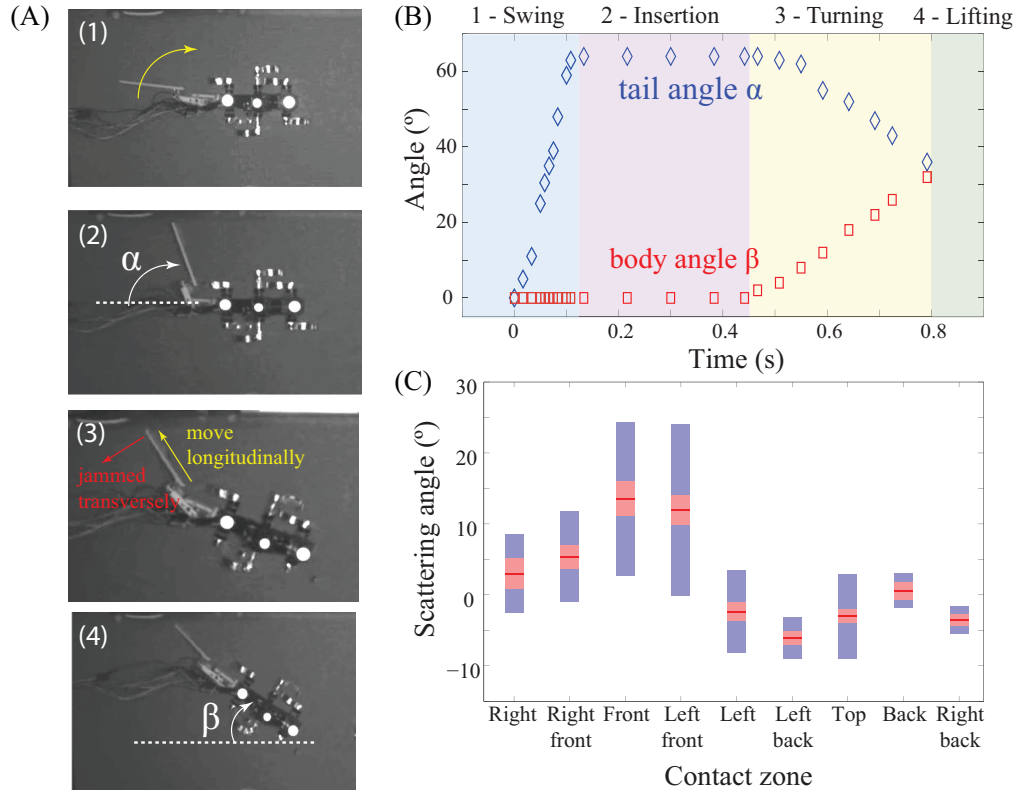 (A)
(1)
(2)
α
(3)
move
longitudinally
jammed
transversely
(4)
β
(B)
1 - Swing 2 - Insertion 3 - Turning 4 - Lifting
60
40
20
0
Angle (º)
tail angle α
body angle β
0 0.2 0.4 0.6 0.8
Time (s)
(C)
30
20
10
0
−10
Scattering angle (º)
Right Right front Front Left front Left Left back Top Back Right back
Contact zone